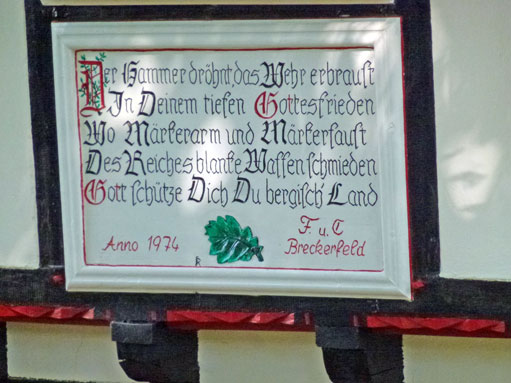 Der Hammer dröhnt, das Wehr erbraust
In Deinem tiefen Gottesfrieden
Wo Märkerarm und Märkerfaust
Des Reiches blanke Waffen schmieden
Gott schütze Dich Du bergisch' Land
F. u. C
Anno 1974
Breckerfeld